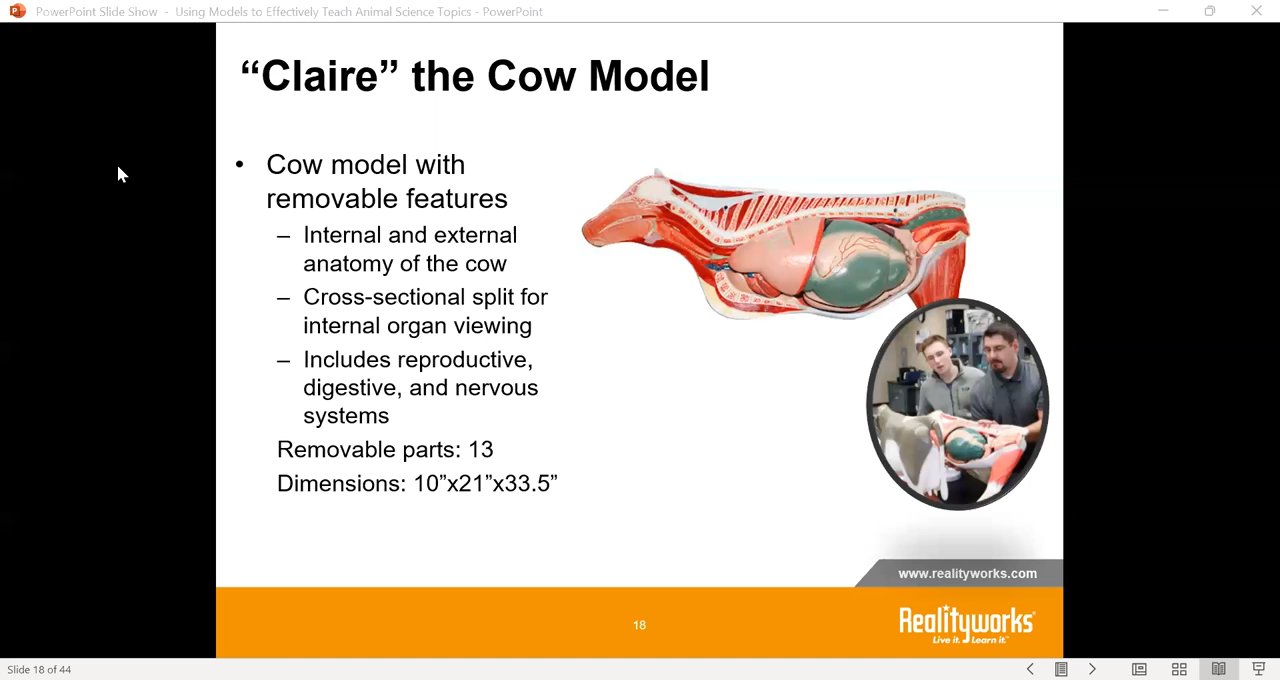 PowerPoint Slide Show - Using Models to Effectively Teach Animal Science Topics - PowerPoint
“Claire” the Cow Model
• Cow model with
removable features
– Internal and external
anatomy of the cow
– Cross-sectional split for
internal organ viewing
– Includes reproductive,
digestive, and nervous
systems
Removable parts: 13
Dimensions: 10”x21”x33.5”
www.realityworks.com
18
Realityworks®
Live it. Learn it.™
Slide 18 of 44